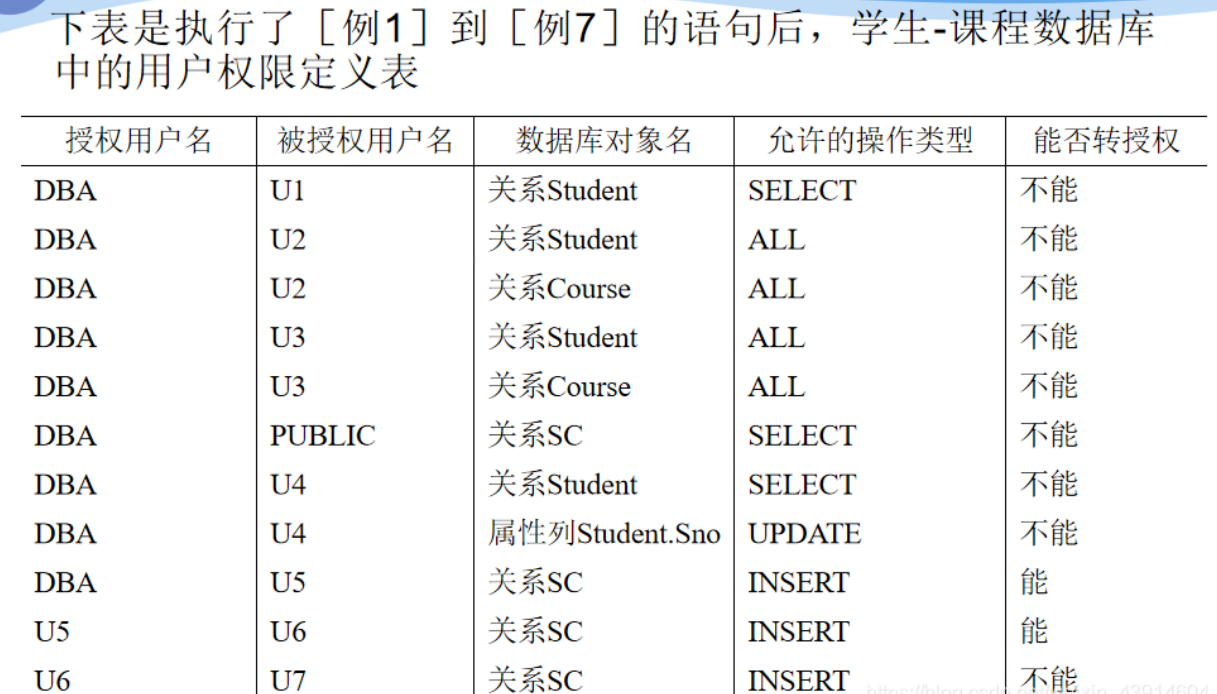 下表是执行了［例1］到［例7］的语句后，学生-课程数据库
中的用户权限定义表
授权用户名 被授权用户名 数据库对象名 允许的操作类型 能否转授权
DBA U1 关系Student SELECT 不能
DBA U2 关系Student ALL 不能
DBA U2 关系Course ALL 不能
DBA U3 关系Student ALL 不能
DBA U3 关系Course ALL 不能
DBA PUBLIC 关系SC SELECT 不能
DBA U4 关系Student SELECT 不能
DBA U4 属性列Student.Sno UPDATE 不能
DBA U5 关系SC INSERT 能
U5 U6 关系SC INSERT 能
U6 U7 关系SC INSERT 不能